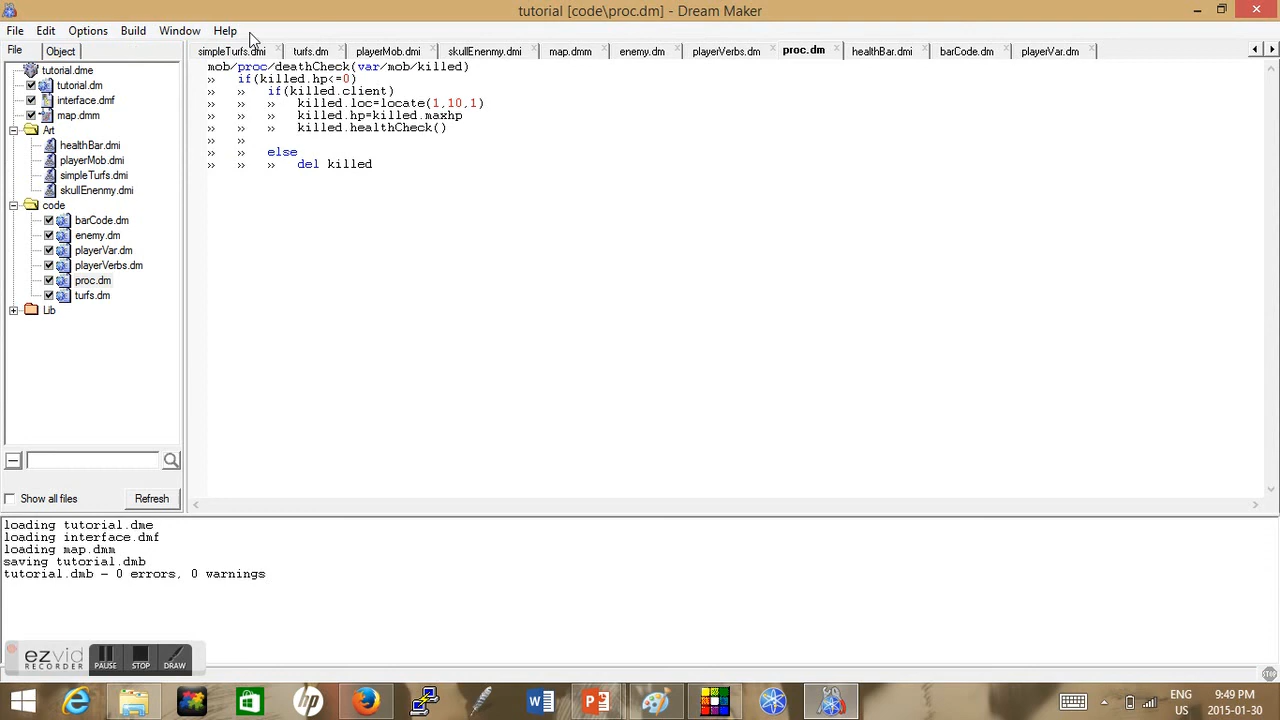 tutorial [code\proc.dm] - Dream Maker
File Edit Options Build Window Help
File Object
simpleTurfs.dmi turfs.dm playerMob.dmi skullEnenmy.dmi map.dmm enemy.dm playerVerbs.dm proc.dm healthBar.dmi barCode.dm playerVar.dm
tutorial.dme
tutorial.dm
interface.dmf
map.dmm
Art
healthBar.dmi
playerMob.dmi
simpleTurfs.dmi
skullEnenmy.dmi
code
barCode.dm
enemy.dm
playerVar.dm
playerVerbs.dm
proc.dm
turfs.dm
Lib
Show all files Refresh
mob/proc/deathCheck(var/mob/killed)
» if(killed.hp<=0)
» » if(killed.client)
» » » killed.loc=locate(1,10,1)
» » » killed.hp=killed.maxhp
» » » killed.healthCheck()
» »
» » else
» » » del killed
loading tutorial.dme
loading interface.dmf
loading map.dmm
saving tutorial.dmb
tutorial.dmb - 0 errors, 0 warnings
ezvid
RECORDER
PAUSE STOP DRAW
hp
ENG
US
9:49 PM
2015-01-30